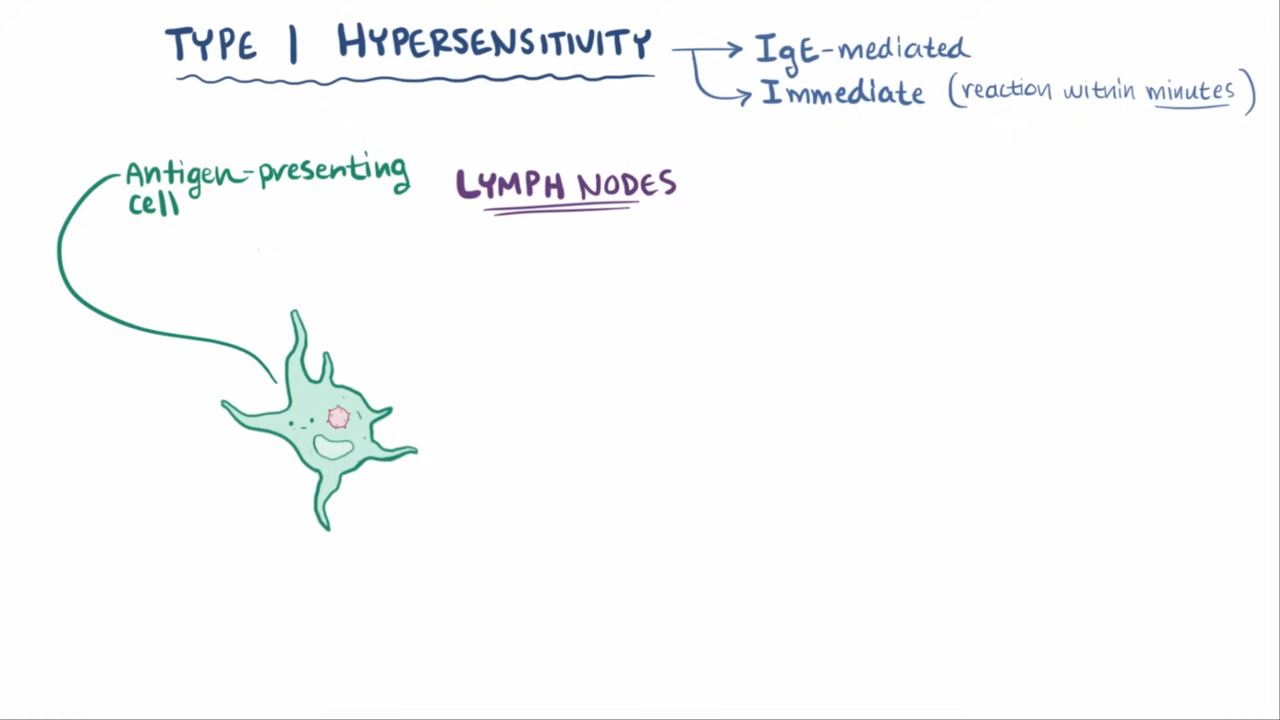 TYPE I HYPERSENSITIVITY
IgE-mediated
Immediate (reaction within minutes)
Antigen-presenting
cell
LYMPH NODES